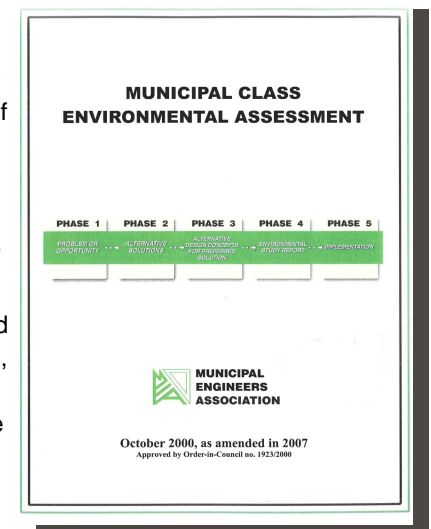 MUNICIPAL CLASS
ENVIRONMENTAL ASSESSMENT
PHASE 1 PHASE 2 PHASE 3 PHASE 4 PHASE 5
PROBLEM OR OPPORTUNITY ALTERNATIVE SOLUTIONS ALTERNATIVE DESIGN CONCEPTS FOR PREFERRED SOLUTION ENVIRONMENTAL STUDY REPORT IMPLEMENTATION
MUNICIPAL
ENGINEERS
ASSOCIATION
October 2000, as amended in 2007
Approved by Order-in-Council no. 1923/2000